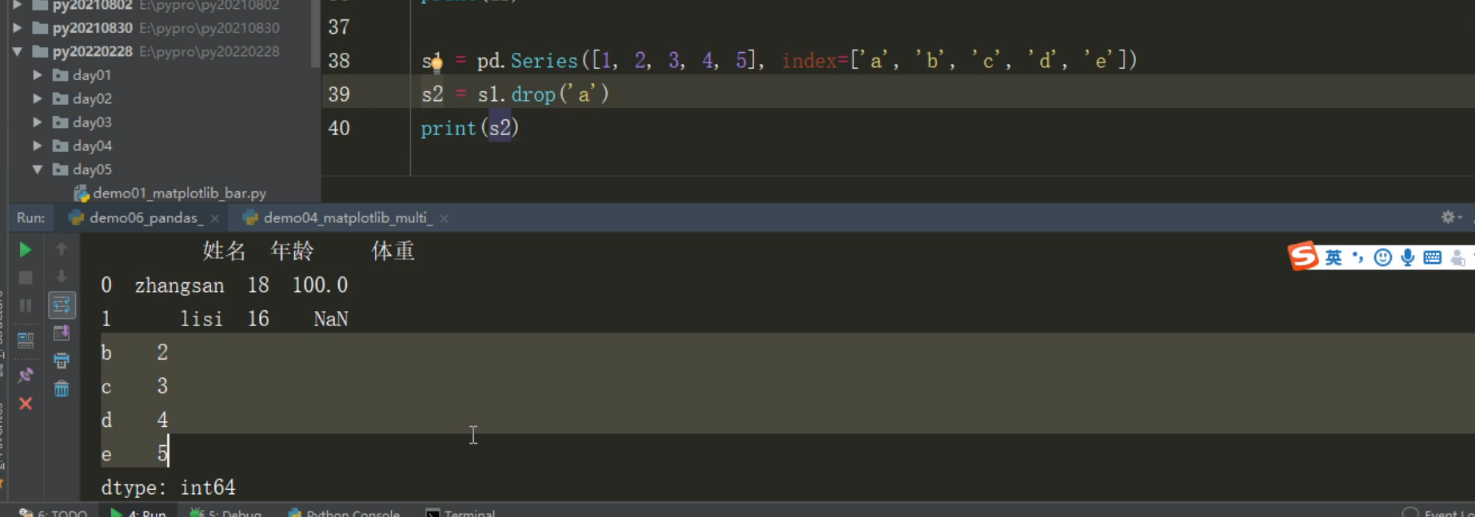 py20210802 E:\pypro\py20210802
py20210830 E:\pypro\py20210830
py20220228 E:\pypro\py20220228
day01
day02
day03
day04
day05
demo01_matplotlib_bar.py
37
38 s1 = pd.Series([1, 2, 3, 4, 5], index=['a', 'b', 'c', 'd', 'e'])
39 s2 = s1.drop('a')
40 print(s2)
Run: demo06_pandas_ × demo04_matplotlib_multi_ ×
姓名 年龄 体重
0 zhangsan 18 100.0
1 lisi 16 NaN
b 2
c 3
d 4
e 5
dtype: int64
S 英
6: TODO 4: Run 5: Debug Python Console Terminal Event Lo